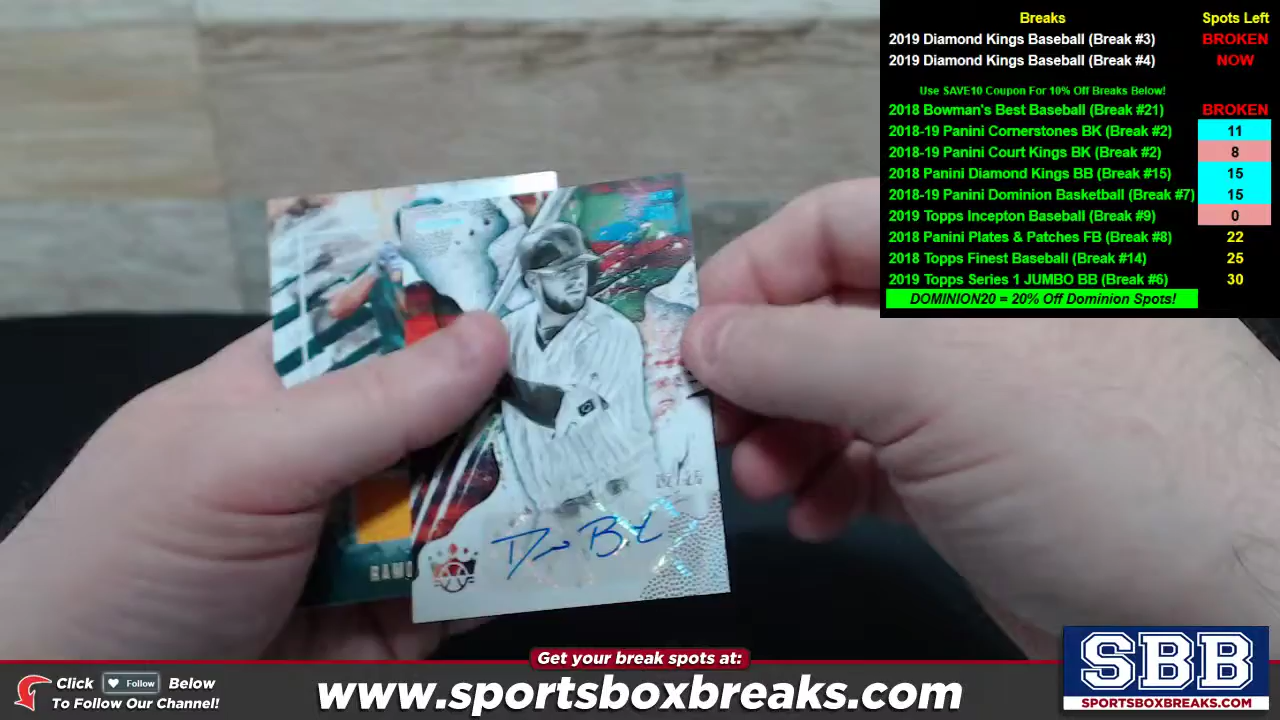 Breaks Spots Left
2019 Diamond Kings Baseball (Break #3) BROKEN
2019 Diamond Kings Baseball (Break #4) NOW
Use SAVE10 Coupon For 10% Off Breaks Below!
2018 Bowman's Best Baseball (Break #21) BROKEN
2018-19 Panini Cornerstones BK (Break #2) 11
2018-19 Panini Court Kings BK (Break #2) 8
2018 Panini Diamond Kings BB (Break #15) 15
2018-19 Panini Dominion Basketball (Break #7) 15
2019 Topps Incepton Baseball (Break #9) 0
2018 Panini Plates & Patches FB (Break #8) 22
2018 Topps Finest Baseball (Break #14) 25
2019 Topps Series 1 JUMBO BB (Break #6) 30
DOMINION20 = 20% Off Dominion Spots!
RAMO
Get your break spots at:
Click Follow Below
To Follow Our Channel!
www.sportsboxbreaks.com
SBB
SPORTSBOXBREAKS.COM